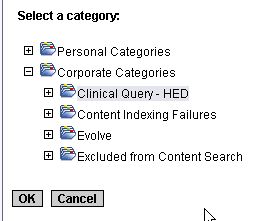 Select a category:
Personal Categories
Corporate Categories
Clinical Query - HED
Content Indexing Failures
Evolve
Excluded from Content Search
OK Cancel